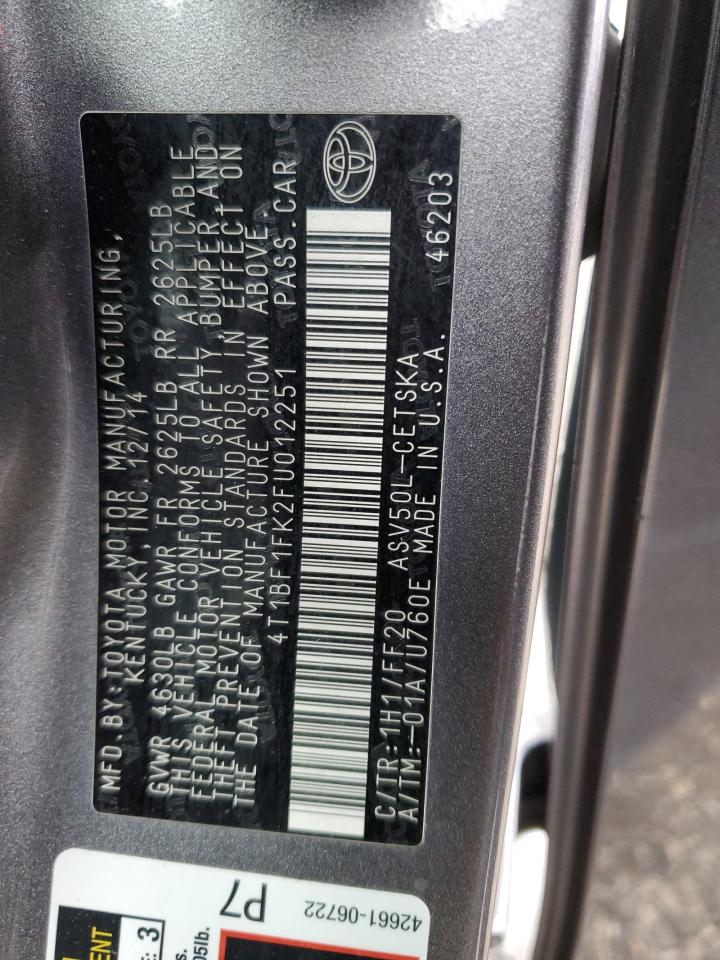 MFD. BY: TOYOTA MOTOR MANUFACTURING,
KENTUCKY, INC. 12/14
GVWR 4630LB GAWR FR 2625LB RR 2625LB
THIS VEHICLE CONFORMS TO ALL APPLICABLE
FEDERAL MOTOR VEHICLE SAFETY, BUMPER, AND
THEFT PREVENTION STANDARDS IN EFFECT ON
THE DATE OF MANUFACTURE SHOWN ABOVE.
4T1BF1FK2FU012251 PASS. CAR
C/TR: 1H1/FF20 ASV50L-CETSKA
A/TM: -01A/U760E MADE IN U.S.A. 46203
P7
42661-06722
3